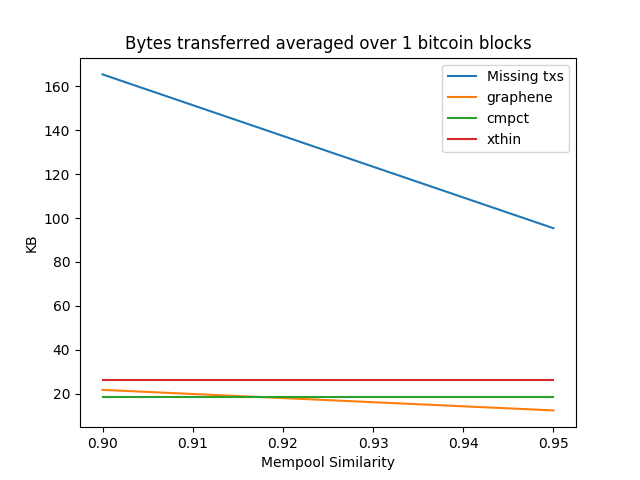 Bytes transferred averaged over 1 bitcoin blocks
Missing txs
graphene
cmpct
xthin
KB
160
140
120
100
80
60
40
20
0.90 0.91 0.92 0.93 0.94 0.95
Mempool Similarity